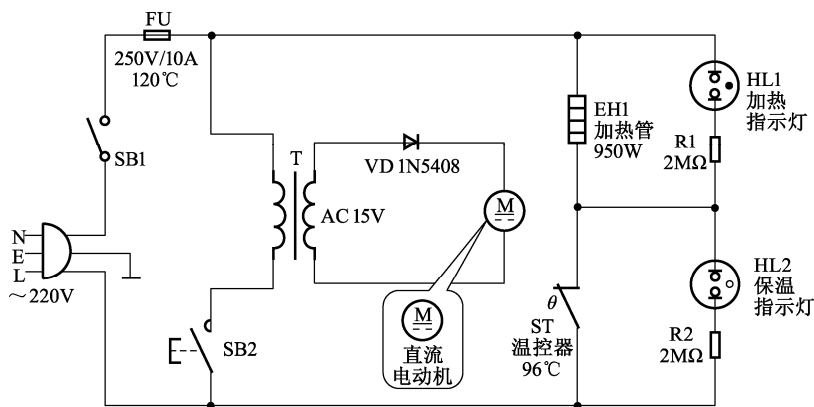 FU
250V/10A
120℃
SB1
N
E
L
～220V
T
VD 1N5408
AC 15V
M
M
直流
电动机
SB2
EH1
加热管
950W
HL1
加热
指示灯
R1
2MΩ
θ
ST
温控器
96℃
HL2
保温
指示灯
R2
2MΩ